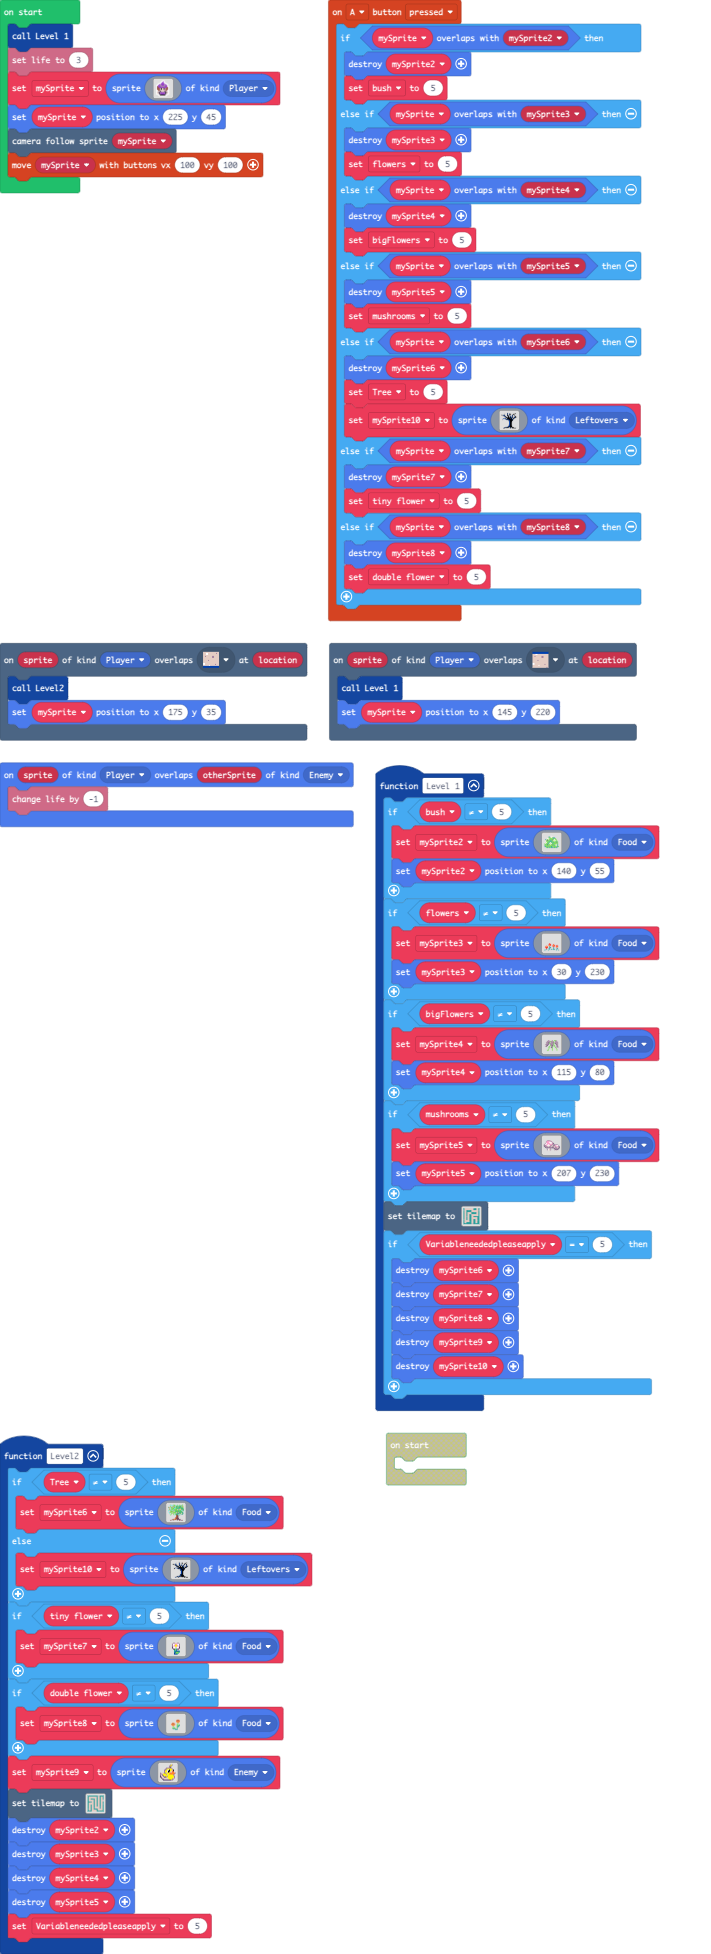 on start
call Level 1
set life to 3
set mySprite to sprite of kind Player
set mySprite position to x 225 y 45
camera follow sprite mySprite
move mySprite with buttons vx 100 vy 100
on A button pressed
if mySprite overlaps with mySprite2 then
destroy mySprite2
set bush to 5
else if mySprite overlaps with mySprite3 then
destroy mySprite3
set flowers to 5
else if mySprite overlaps with mySprite4 then
destroy mySprite4
set bigFlowers to 5
else if mySprite overlaps with mySprite5 then
destroy mySprite5
set mushrooms to 5
else if mySprite overlaps with mySprite6 then
destroy mySprite6
set Tree to 5
set mySprite10 to sprite of kind Leftovers
else if mySprite overlaps with mySprite7 then
destroy mySprite7
set tiny flower to 5
else if mySprite overlaps with mySprite8 then
destroy mySprite8
set double flower to 5
on sprite of kind Player overlaps at location
call Level2
set mySprite position to x 175 y 35
on sprite of kind Player overlaps at location
call Level 1
set mySprite position to x 145 y 220
on sprite of kind Player overlaps otherSprite of kind Enemy
change life by -1
function Level 1
if bush ≠ 5 then
set mySprite2 to sprite of kind Food
set mySprite2 position to x 140 y 55
if flowers ≠ 5 then
set mySprite3 to sprite of kind Food
set mySprite3 position to x 30 y 230
if bigFlowers ≠ 5 then
set mySprite4 to sprite of kind Food
set mySprite4 position to x 115 y 80
if mushrooms ≠ 5 then
set mySprite5 to sprite of kind Food
set mySprite5 position to x 207 y 230
set tilemap to
if Variableneededpleaseapply = 5 then
destroy mySprite6
destroy mySprite7
destroy mySprite8
destroy mySprite9
destroy mySprite10
function Level2
if Tree ≠ 5 then
set mySprite6 to sprite of kind Food
else
set mySprite10 to sprite of kind Leftovers
if tiny flower ≠ 5 then
set mySprite7 to sprite of kind Food
if double flower ≠ 5 then
set mySprite8 to sprite of kind Food
set mySprite9 to sprite of kind Enemy
set tilemap to
destroy mySprite2
destroy mySprite3
destroy mySprite4
destroy mySprite5
set Variableneededpleaseapply to 5
on start